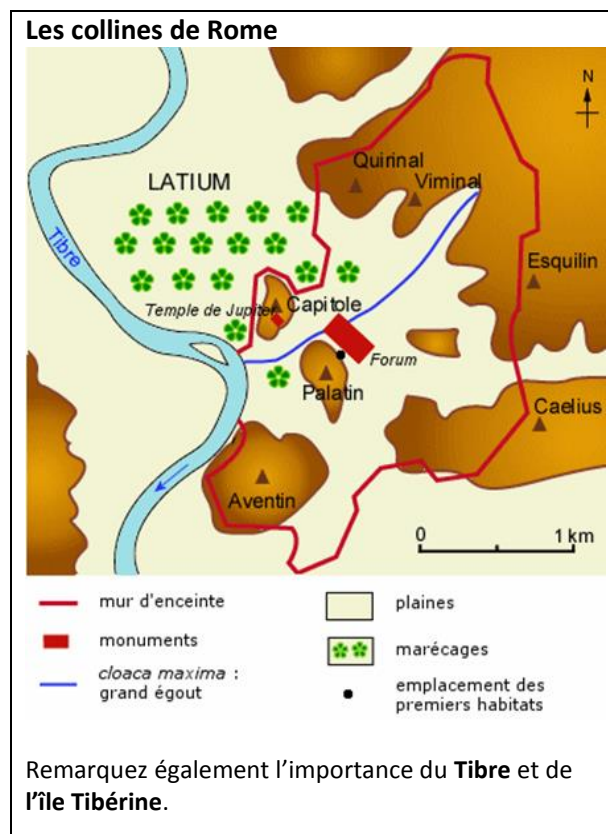 Les collines de Rome
N
Quirinal
Viminal
LATIUM
Tibre
Esquilin
Capitole
Temple de Jupiter
Forum
Palatin
Caelius
Aventin
0 1 km
mur d'enceinte
plaines
monuments
marécages
cloaca maxima :
grand égout
emplacement des
premiers habitats
Remarquez également l’importance du Tibre et de
l’île Tibérine.